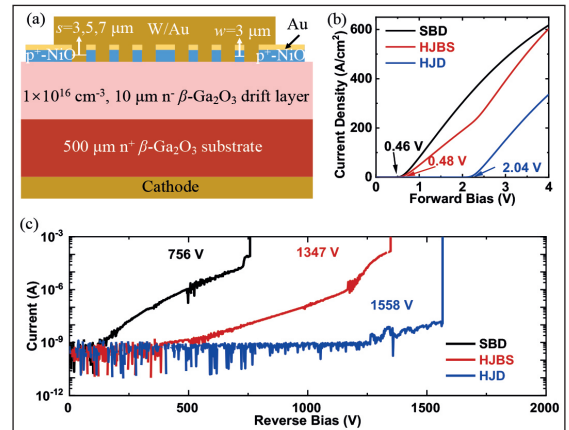 (a)
s=3,5,7 μm
W/Au
w=3 μm
Au
p⁺-NiO
p⁺-NiO
1×10¹⁶ cm⁻³, 10 μm n⁻ β-Ga₂O₃ drift layer
500 μm n⁺ β-Ga₂O₃ substrate
Cathode
(b)
Current Density (A/cm²)
600
400
200
0
SBD
HJBS
HJD
0.46 V
0.48 V
2.04 V
0 1 2 3 4
Forward Bias (V)
(c)
Current (A)
10⁻³
10⁻⁶
10⁻⁹
10⁻¹²
756 V
1347 V
1558 V
SBD
HJBS
HJD
0 500 1000 1500 2000
Reverse Bias (V)